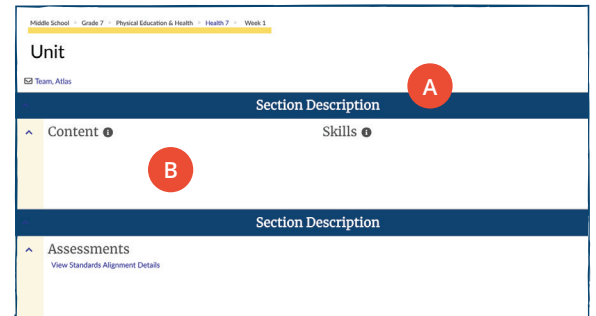 Middle School > Grade 7 > Physical Education & Health > Health 7 > Week 1
Unit
Team, Atlas
A
Section Description
Content
Skills
B
Section Description
Assessments
View Standards Alignment Details